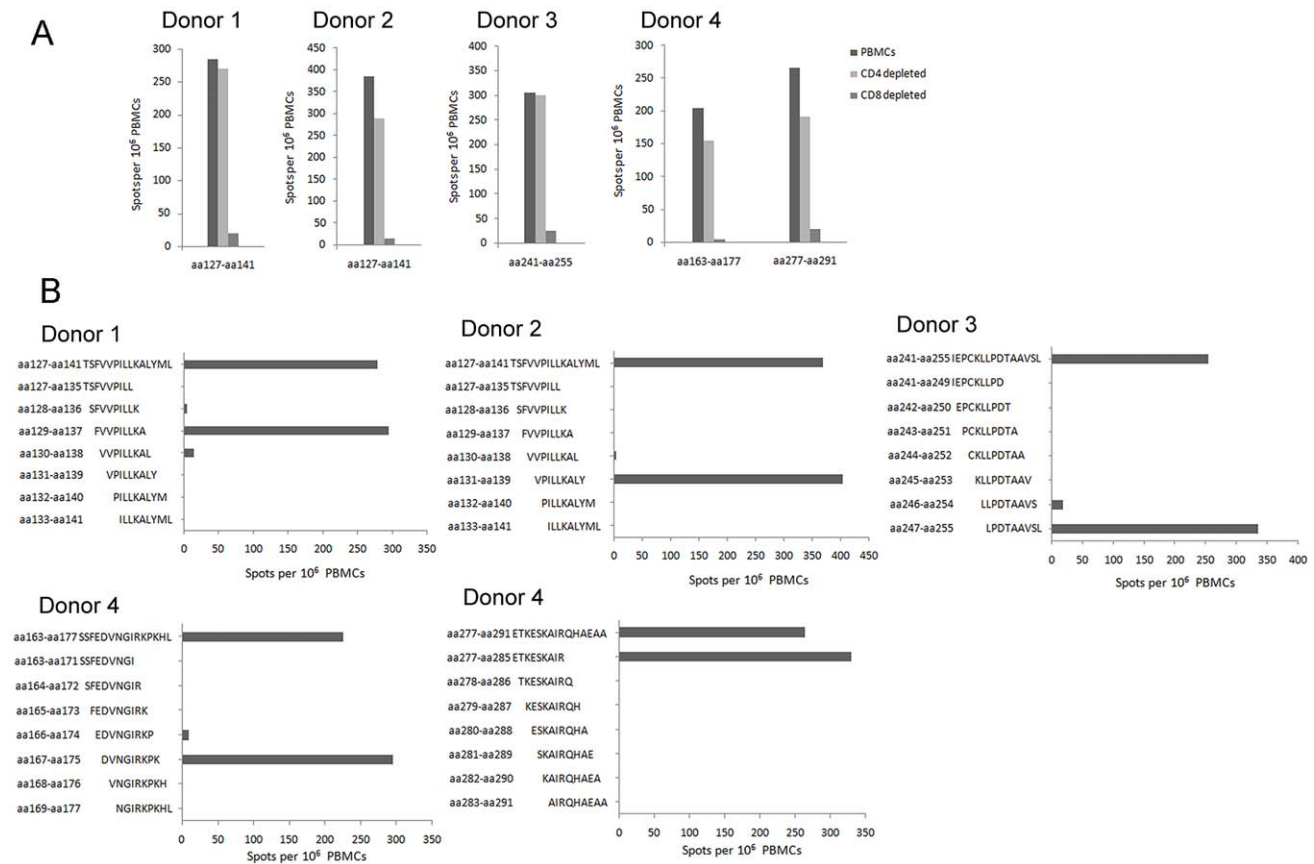 A
Donor 1
Donor 2
Donor 3
Donor 4
300
250
200
150
100
50
0
Spotsper 10⁶ PBMCs
aa127-aa141
450
400
350
300
250
200
150
100
50
0
Spotsper 10⁶ PBMCs
aa127-aa141
400
350
300
250
200
150
100
50
0
Spotsper 10⁶ PBMCs
aa241-aa255
300
250
200
150
100
50
0
Spotsper 10⁶ PBMCs
aa163-aa177 aa277-aa291
PBMCs
CD4 depleted
CD8 depleted
B
Donor 1
aa127-aa141 TSFVVPILLKALYML
aa127-aa135 TSFVVPILL
aa128-aa136 SFVVPILLK
aa129-aa137 FVVPILLKA
aa130-aa138 VVPILLKAL
aa131-aa139 VPILLKALY
aa132-aa140 PILLKALYM
aa133-aa141 ILLKALYML
0 50 100 150 200 250 300 350
Spots per 10⁶ PBMCs
Donor 2
aa127-aa141 TSFVVPILLKALYML
aa127-aa135 TSFVVPILL
aa128-aa136 SFVVPILLK
aa129-aa137 FVVPILLKA
aa130-aa138 VVPILLKAL
aa131-aa139 VPILLKALY
aa132-aa140 PILLKALYM
aa133-aa141 ILLKALYML
0 50 100 150 200 250 300 350 400 450
Spots per 10⁶ PBMCs
Donor 3
aa241-aa255 IEPCKLLPDTAAVSL
aa241-aa249 IEPCKLLPD
aa242-aa250 EPCKLLPDT
aa243-aa251 PCKLLPDTA
aa244-aa252 CKLLPDTAA
aa245-aa253 KLLPDTAAV
aa246-aa254 LLPDTAAVS
aa247-aa255 LPDTAAVSL
0 50 100 150 200 250 300 350 400
Spots per 10⁶ PBMCs
Donor 4
aa163-aa177 SSFEDVNGIRKPKHL
aa163-aa171 SSFEDVNGI
aa164-aa172 SFEDVNGIR
aa165-aa173 FEDVNGIRK
aa166-aa174 EDVNGIRKP
aa167-aa175 DVNGIRKPK
aa168-aa176 VNGIRKPKH
aa169-aa177 NGIRKPKHL
0 50 100 150 200 250 300 350
Spots per 10⁶ PBMCs
Donor 4
aa277-aa291 ETKESKAIRQHAEAA
aa277-aa285 ETKESKAIR
aa278-aa286 TKESKAIRQ
aa279-aa287 KESKAIRQH
aa280-aa288 ESKAIRQHA
aa281-aa289 SKAIRQHAE
aa282-aa290 KAIRQHAEA
aa283-aa291 AIRQHAEAA
0 50 100 150 200 250 300 350
Spots per 10⁶ PBMCs